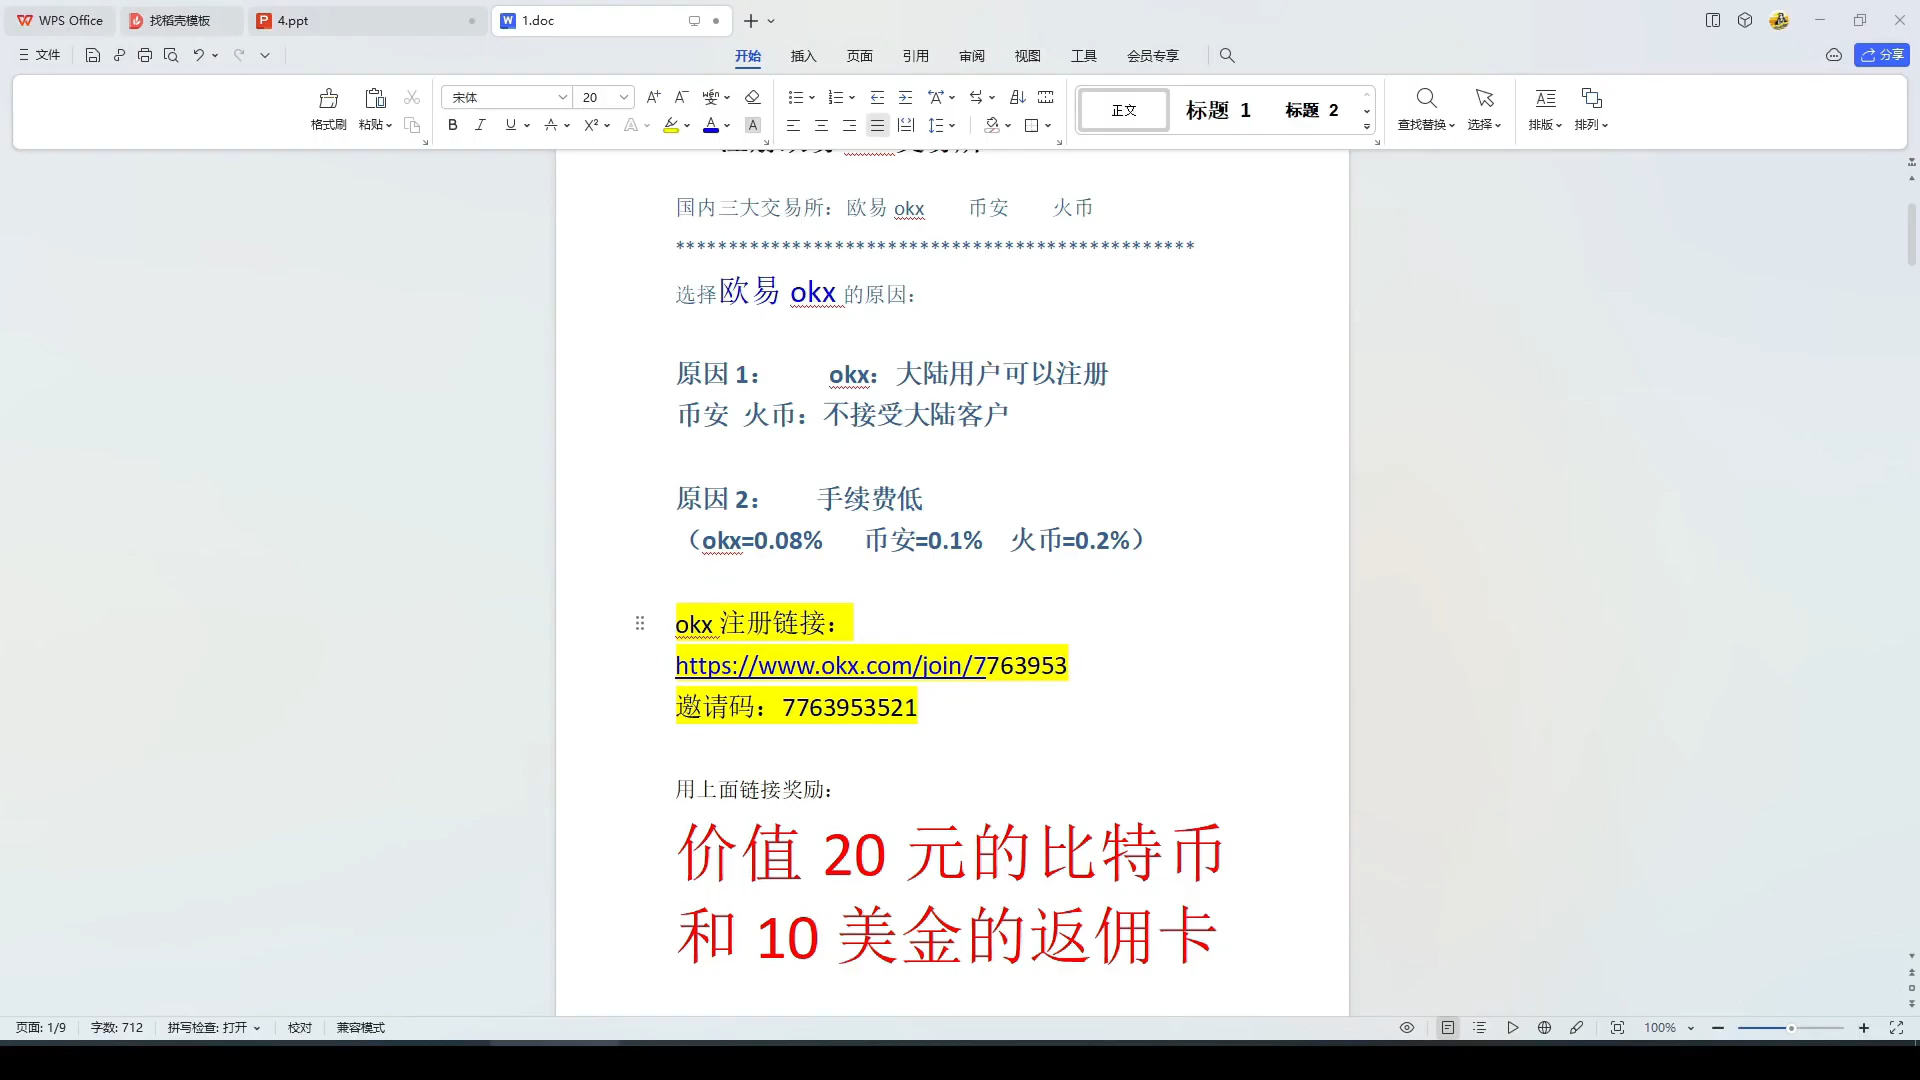 WPS Office
找稻壳模板
4.ppt
1.doc
文件
开始
插入
页面
引用
审阅
视图
工具
会员专享
分享
格式刷
粘贴
宋体
20
正文
标题 1
标题 2
查找替换
选择
排版
排列
国内三大交易所：欧易 okx 币安 火币
*************************************************
选择欧易 okx 的原因：
原因 1： okx：大陆用户可以注册
币安 火币：不接受大陆客户
原因 2： 手续费低
（okx=0.08% 币安=0.1% 火币=0.2%）
okx 注册链接：
https://www.okx.com/join/7763953
邀请码：7763953521
用上面链接奖励：
价值 20 元的比特币
和 10 美金的返佣卡
页面: 1/9
字数: 712
拼写检查: 打开
校对
兼容模式
100%